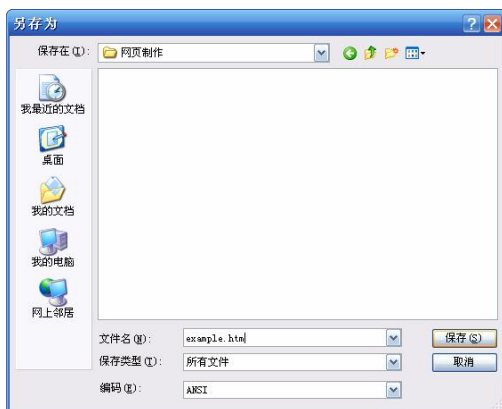 另存为
保存在(I):
网页制作
我最近的文档
桌面
我的文档
我的电脑
网上邻居
文件名(N):
example.htm
保存(S)
保存类型(T):
所有文件
取消
编码(E):
ANSI